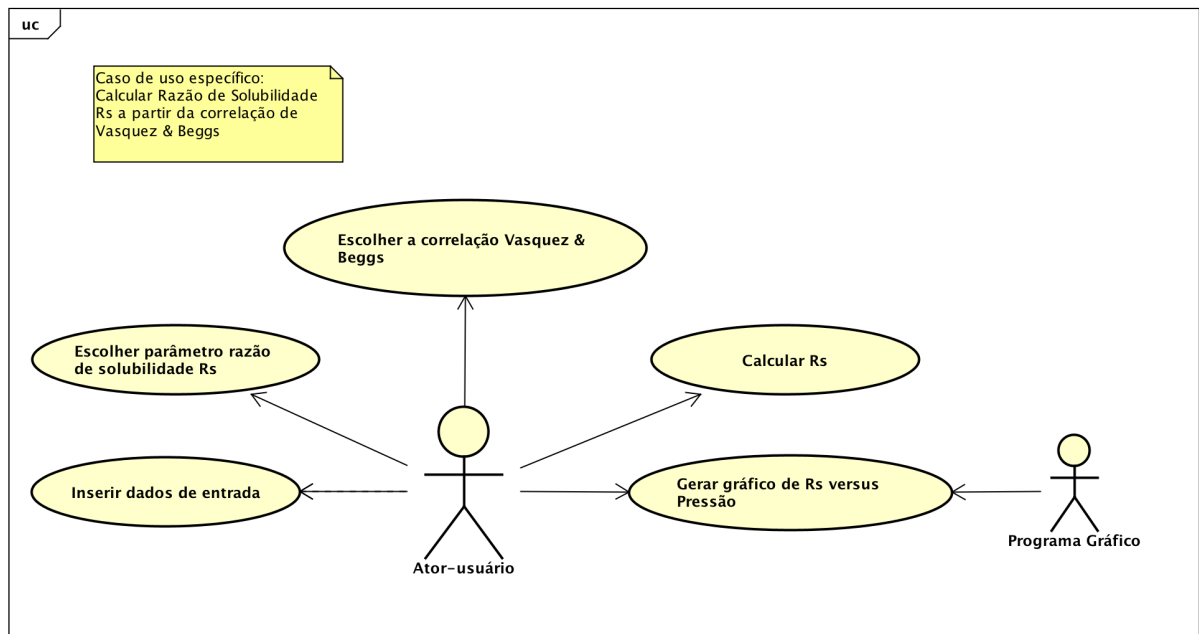 uc
Caso de uso específico:
Calcular Razão de Solubilidade
Rs a partir da correlação de
Vasquez & Beggs
Escolher a correlação Vasquez &
Beggs
Escolher parâmetro razão
de solubilidade Rs
Calcular Rs
Inserir dados de entrada
Gerar gráfico de Rs versus
Pressão
Programa Gráfico
Ator-usuário